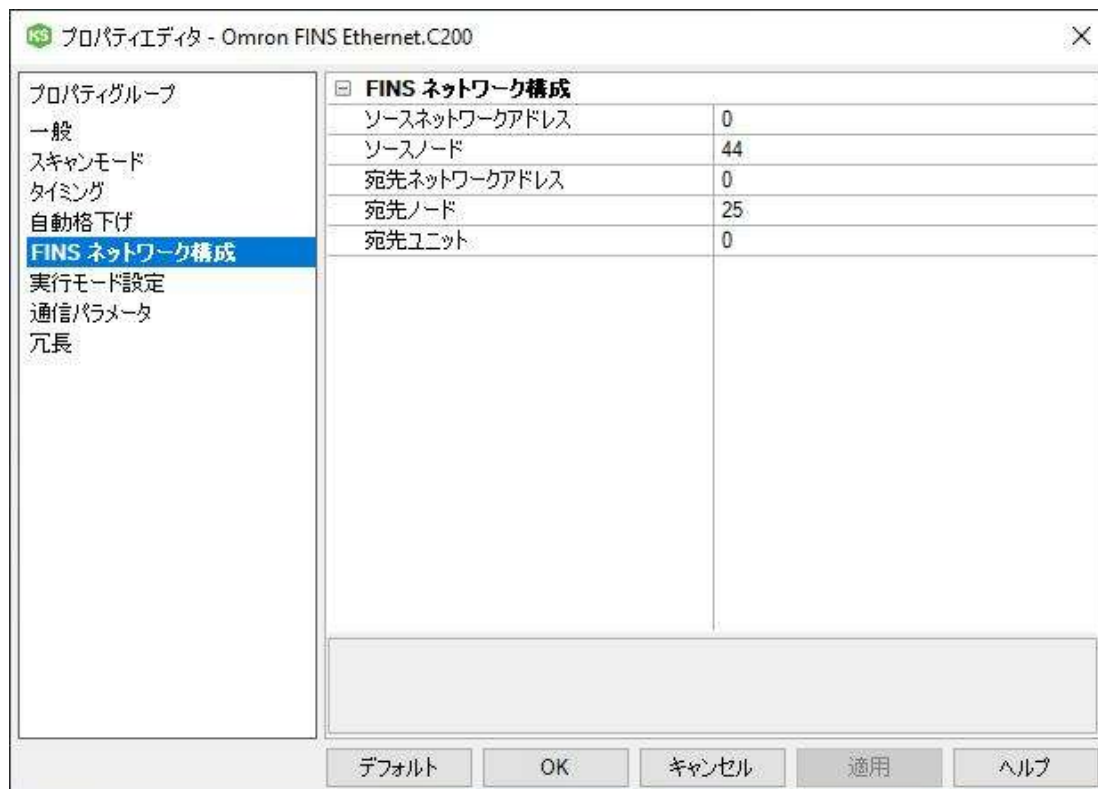 KS プロパティエディタ - Omron FINS Ethernet.C200
プロパティグループ
一般
スキャンモード
タイミング
自動格下げ
FINS ネットワーク構成
実行モード設定
通信パラメータ
冗長
FINS ネットワーク構成
ソースネットワークアドレス 0
ソースノード 44
宛先ネットワークアドレス 0
宛先ノード 25
宛先ユニット 0
デフォルト OK キャンセル 適用 ヘルプ